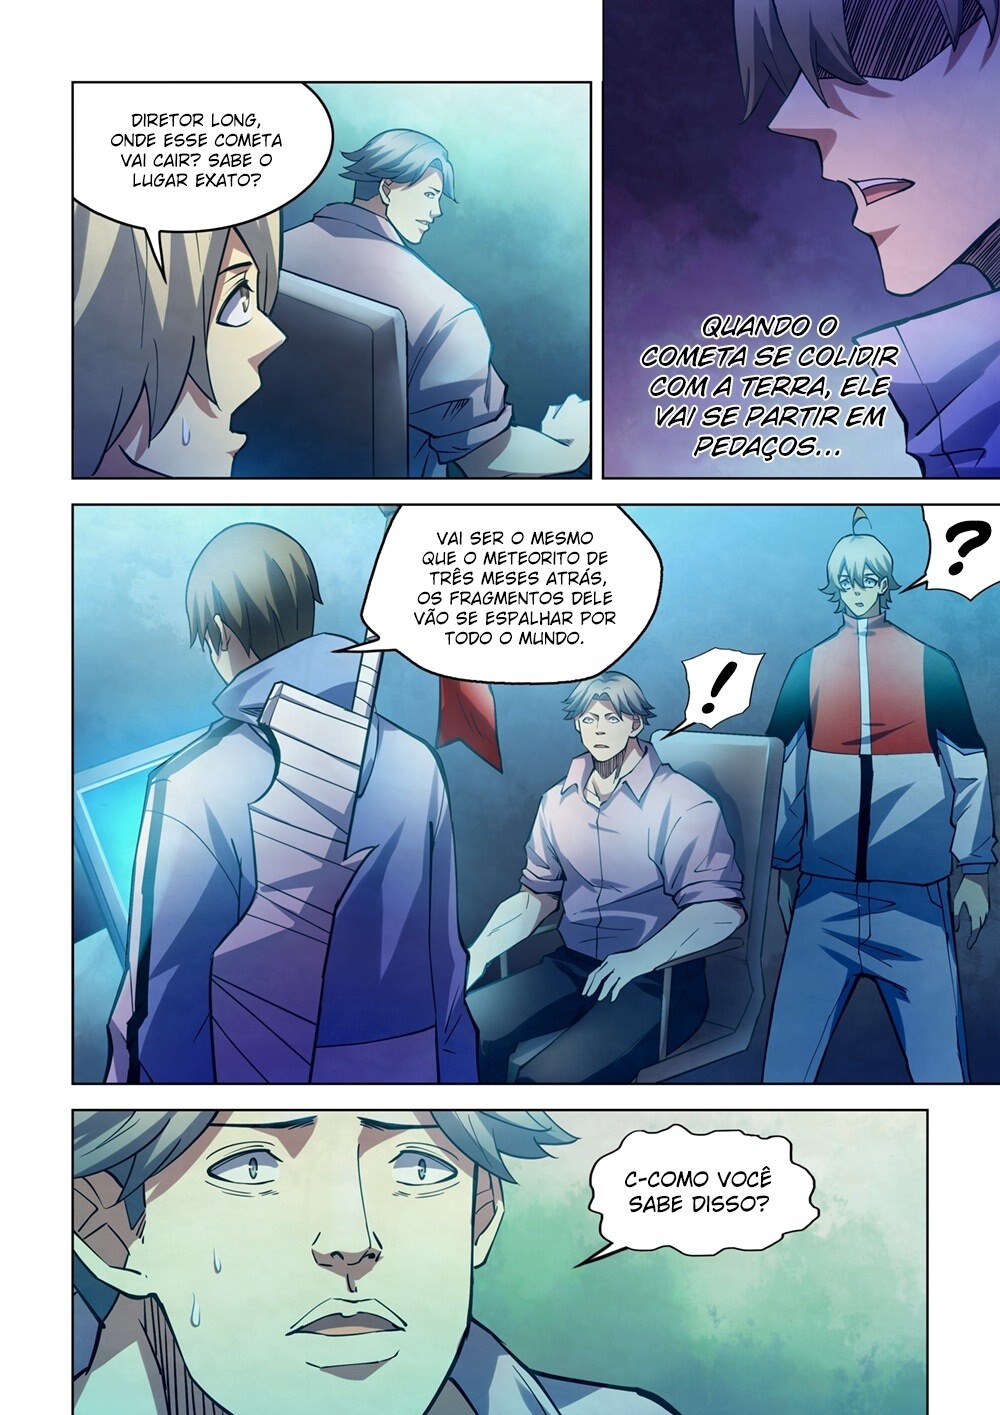 DIRETOR LONG,
ONDE ESSE COMETA
VAI CAIR? SABE O
LUGAR EXATO?
QUANDO O
COMETA SE COLIDIR
COM A TERRA, ELE
VAI SE PARTIR EM
PEDAÇOS...
VAI SER O MESMO
QUE O METEORITO DE
TRÊS MESES ATRÁS,
OS FRAGMENTOS DELE
VÃO SE ESPALHAR POR
TODO O MUNDO.
!
?
C-COMO VOCÊ
SABE DISSO?